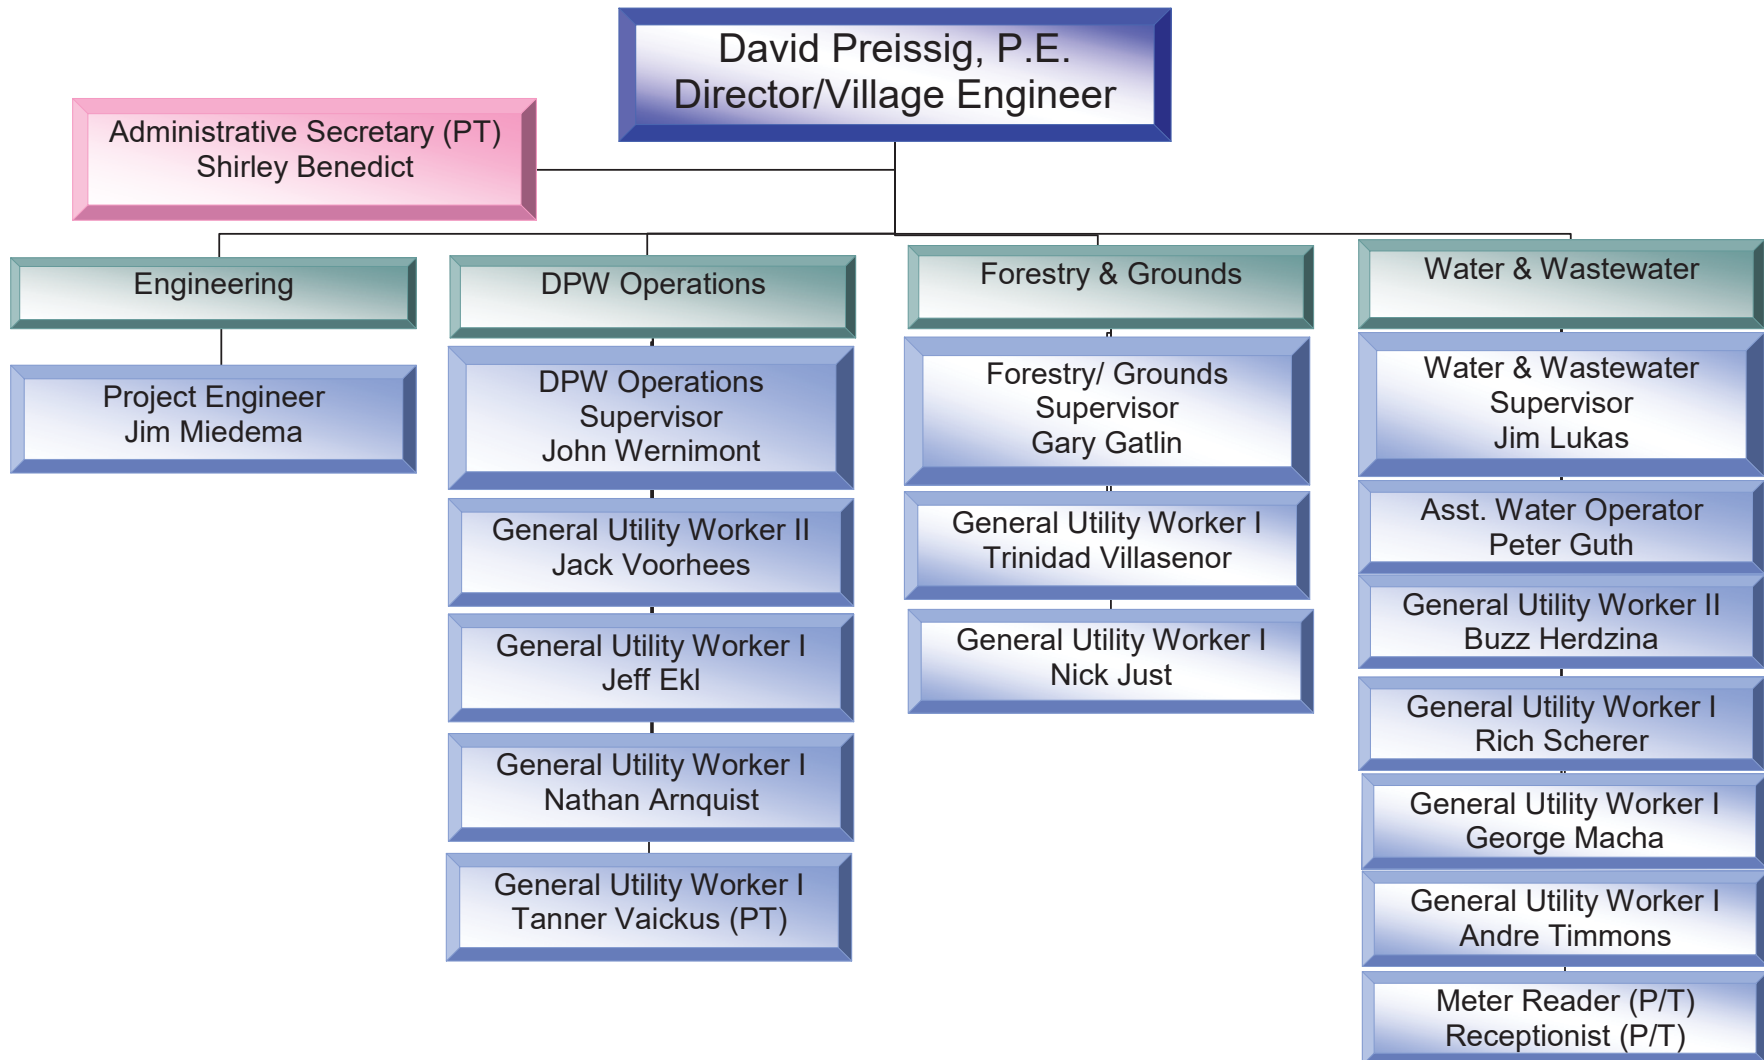 David Preissig, P.E.
Director/Village Engineer
Administrative Secretary (PT)
Shirley Benedict
Engineering
Project Engineer
Jim Miedema
DPW Operations
DPW Operations
Supervisor
John Wernimont
General Utility Worker II
Jack Voorhees
General Utility Worker I
Jeff Ekl
General Utility Worker I
Nathan Arnquist
General Utility Worker I
Tanner Vaickus (PT)
Forestry & Grounds
Forestry/ Grounds
Supervisor
Gary Gatlin
General Utility Worker I
Trinidad Villasenor
General Utility Worker I
Nick Just
Water & Wastewater
Water & Wastewater
Supervisor
Jim Lukas
Asst. Water Operator
Peter Guth
General Utility Worker II
Buzz Herdzina
General Utility Worker I
Rich Scherer
General Utility Worker I
George Macha
General Utility Worker I
Andre Timmons
Meter Reader (P/T)
Receptionist (P/T)